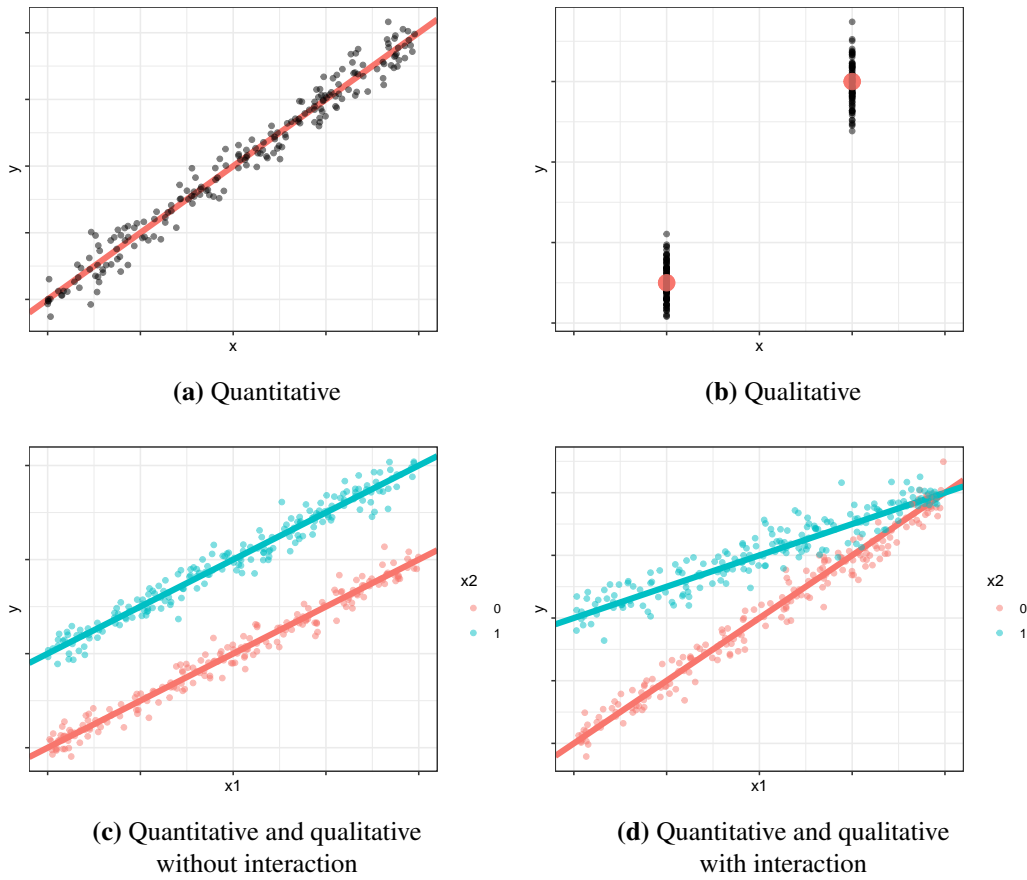 y
x
(a) Quantitative
y
x
(b) Qualitative
y
x1
x2
0
1
(c) Quantitative and qualitative
without interaction
y
x1
x2
0
1
(d) Quantitative and qualitative
with interaction